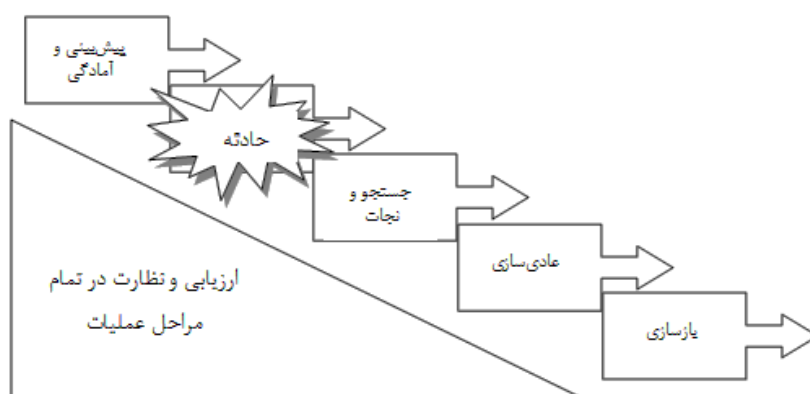 پیش‌بینی و
آمادگی
حادثه
جستجو و
نجات
عادی‌سازی
بازسازی
ارزیابی و نظارت در تمام
مراحل عملیات